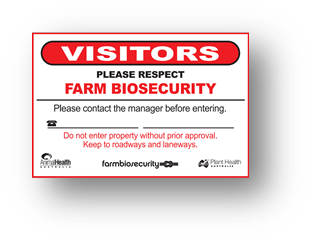 VISITORS
PLEASE RESPECT
FARM BIOSECURITY
Please contact the manager before entering.
☎
Do not enter property without prior approval.
Keep to roadways and laneways.
AnimalHealth
AUSTRALIA
farmbiosecurity
Plant Health
AUSTRALIA